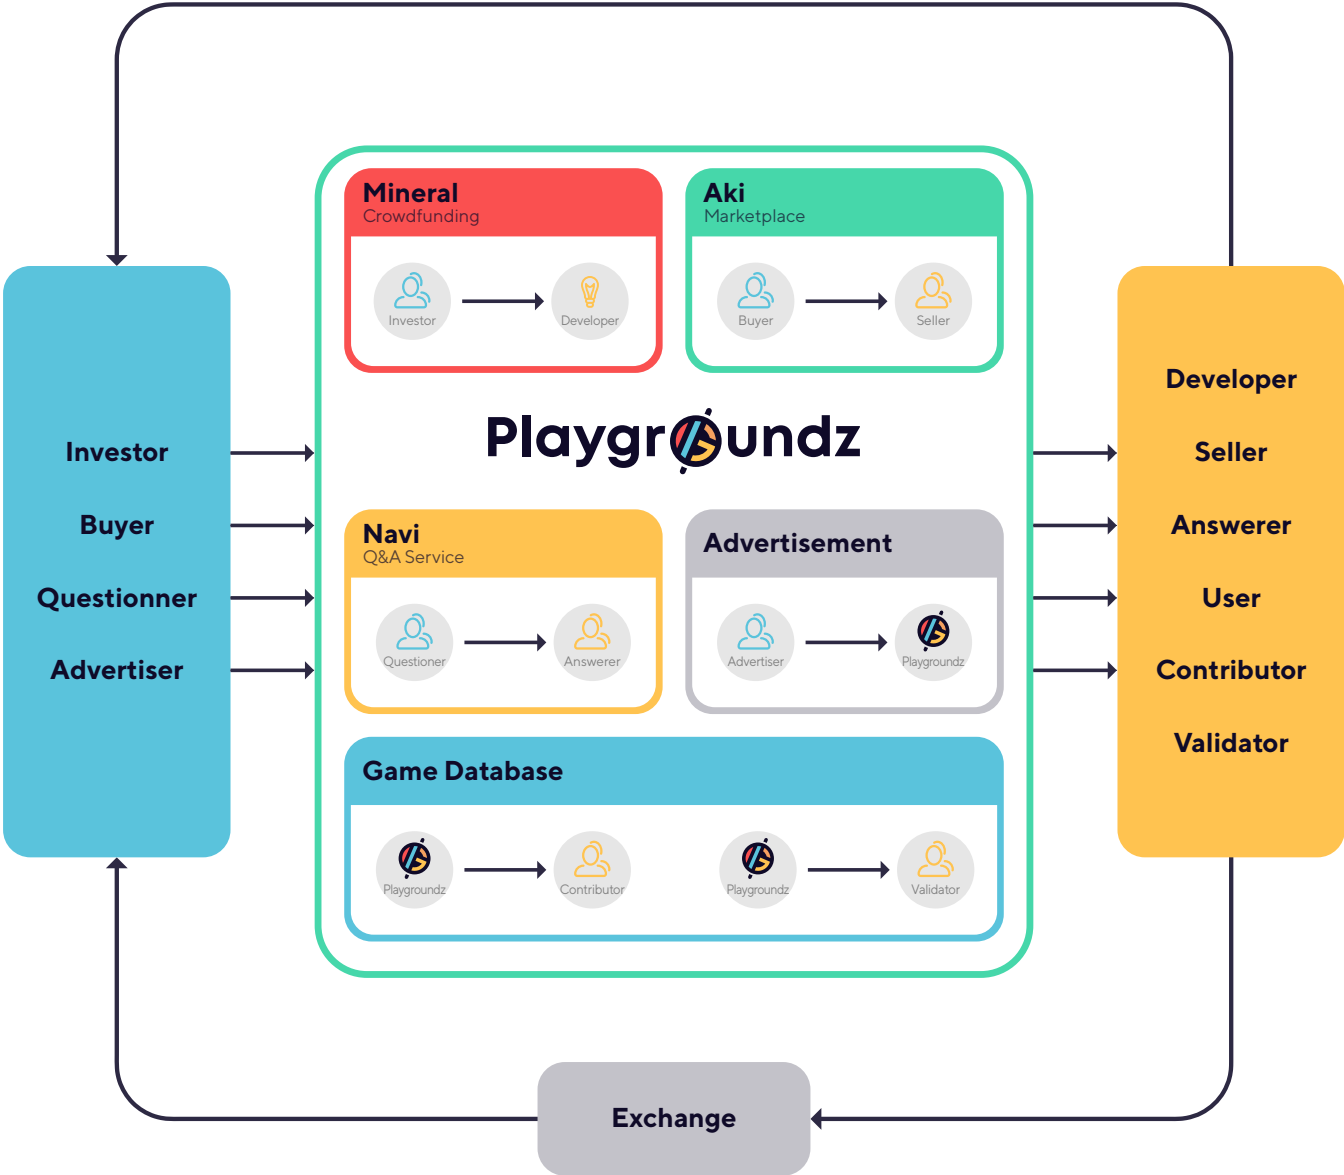 Mineral
Crowdfunding
Investor
Developer
Aki
Marketplace
Buyer
Seller
Investor
Buyer
Questionner
Advertiser
Playgroundz
Developer
Seller
Answerer
User
Contributor
Validator
Navi
Q&A Service
Questioner
Answerer
Advertisement
Advertiser
Playgroundz
Game Database
Playgroundz
Contributor
Playgroundz
Validator
Exchange